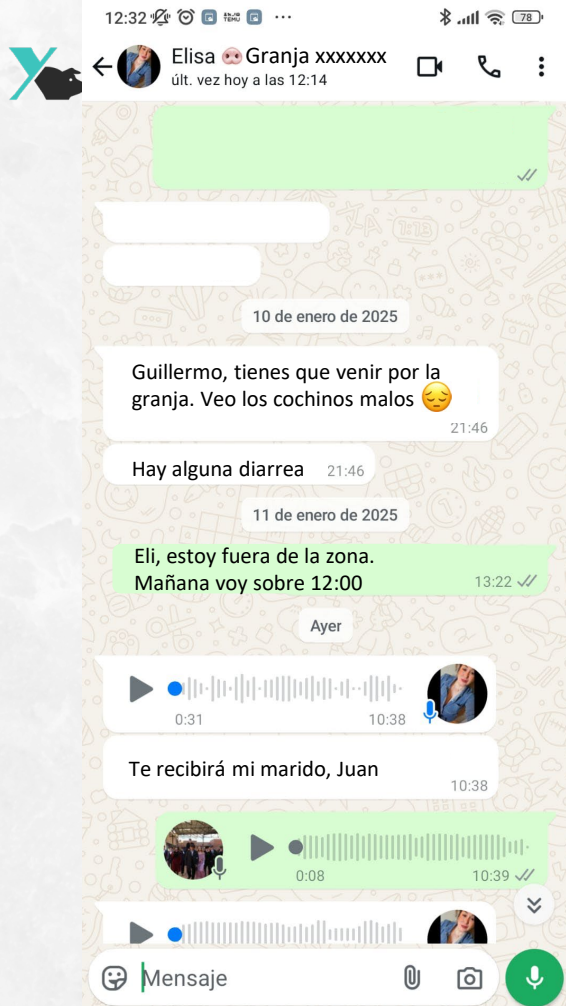 12:32
TEMU
78
Elisa 🐽 Granja xxxxxxx
últ. vez hoy a las 12:14
10 de enero de 2025
Guillermo, tienes que venir por la
granja. Veo los cochinos malos 😔
21:46
Hay alguna diarrea 21:46
11 de enero de 2025
Eli, estoy fuera de la zona.
Mañana voy sobre 12:00 13:22
Ayer
0:31 10:38
Te recibirá mi marido, Juan
10:38
0:08 10:39
Mensaje